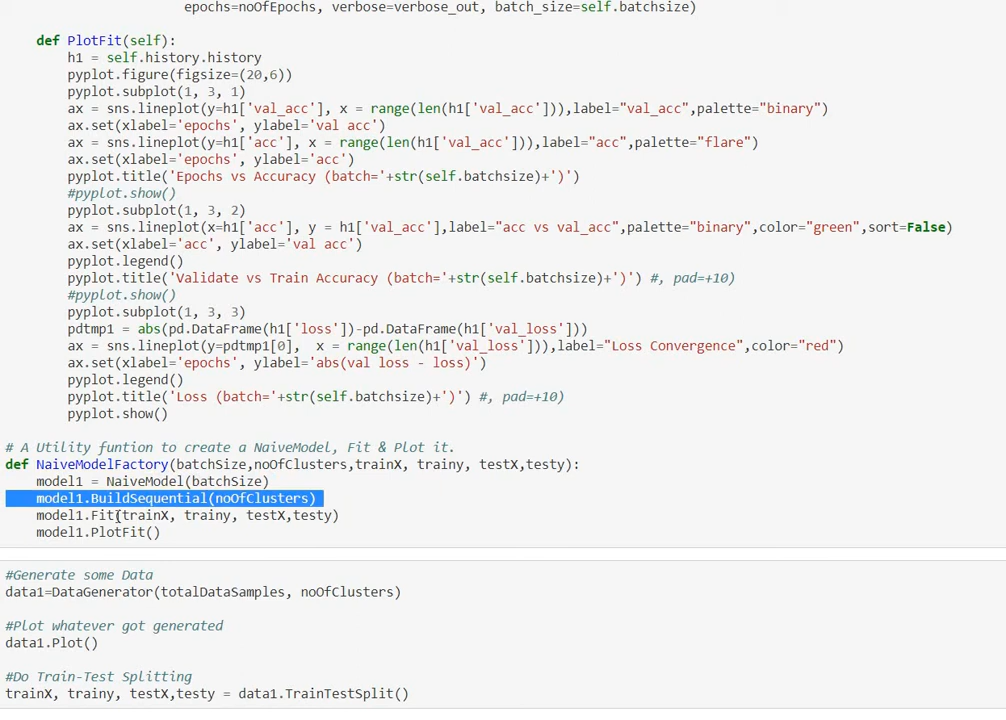 epochs=noOfEpochs, verbose=verbose_out, batch_size=self.batchsize)
def PlotFit(self):
h1 = self.history.history
pyplot.figure(figsize=(20,6))
pyplot.subplot(1, 3, 1)
ax = sns.lineplot(y=h1['val_acc'], x = range(len(h1['val_acc'])),label="val_acc",palette="binary")
ax.set(xlabel='epochs', ylabel='val acc')
ax = sns.lineplot(y=h1['acc'], x = range(len(h1['val_acc'])),label="acc",palette="flare")
ax.set(xlabel='epochs', ylabel='acc')
pyplot.title('Epochs vs Accuracy (batch='+str(self.batchsize)+')')
#pyplot.show()
pyplot.subplot(1, 3, 2)
ax = sns.lineplot(x=h1['acc'], y = h1['val_acc'],label="acc vs val_acc",palette="binary",color="green",sort=False)
ax.set(xlabel='acc', ylabel='val acc')
pyplot.legend()
pyplot.title('Validate vs Train Accuracy (batch='+str(self.batchsize)+')') #, pad=+10)
#pyplot.show()
pyplot.subplot(1, 3, 3)
pdtmp1 = abs(pd.DataFrame(h1['loss'])-pd.DataFrame(h1['val_loss']))
ax = sns.lineplot(y=pdtmp1[0],  x = range(len(h1['val_loss'])),label="Loss Convergence",color="red")
ax.set(xlabel='epochs', ylabel='abs(val loss - loss)')
pyplot.legend()
pyplot.title('Loss (batch='+str(self.batchsize)+')') #, pad=+10)
pyplot.show()
# A Utility funtion to create a NaiveModel, Fit & Plot it.
def NaiveModelFactory(batchSize,noOfClusters,trainX, trainy, testX,testy):
model1 = NaiveModel(batchSize)
model1.BuildSequential(noOfClusters)
model1.Fit(trainX, trainy, testX,testy)
model1.PlotFit()
#Generate some Data
data1=DataGenerator(totalDataSamples, noOfClusters)
#Plot whatever got generated
data1.Plot()
#Do Train-Test Splitting
trainX, trainy, testX,testy = data1.TrainTestSplit()